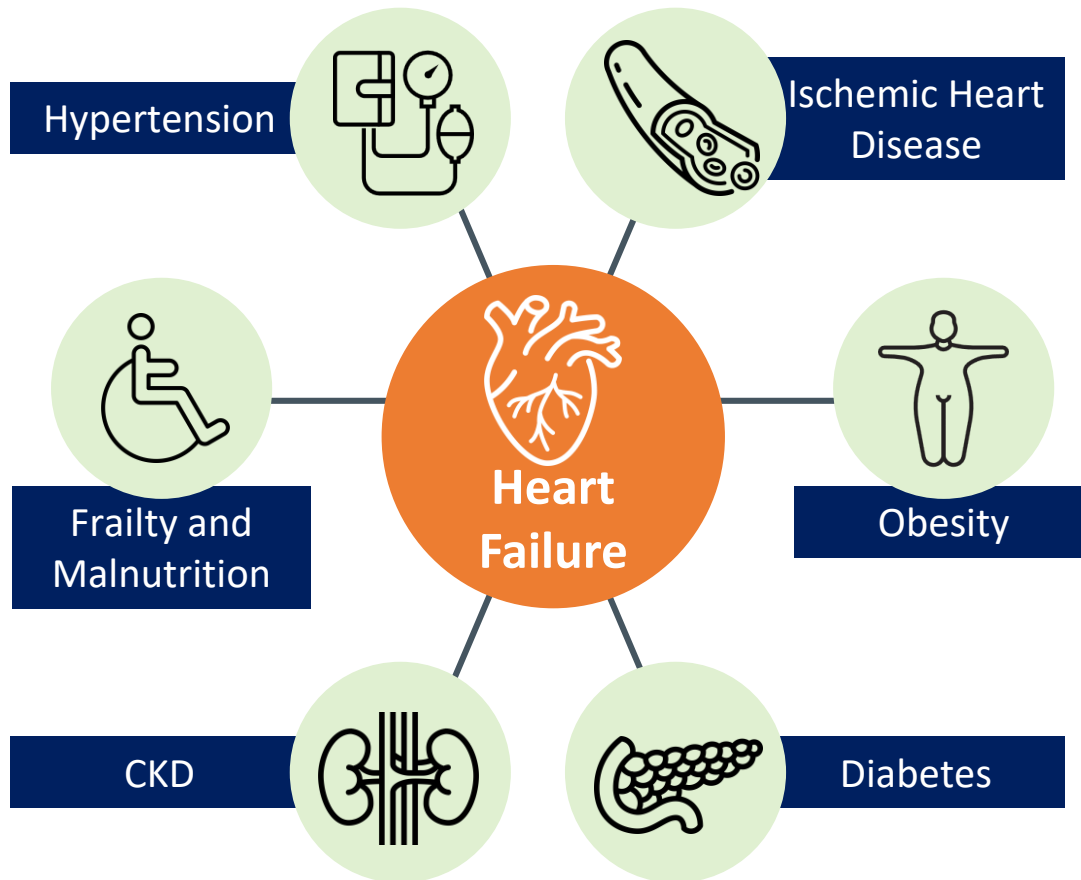 Hypertension
Ischemic Heart
Disease
Heart
Failure
Frailty and
Malnutrition
Obesity
CKD
Diabetes